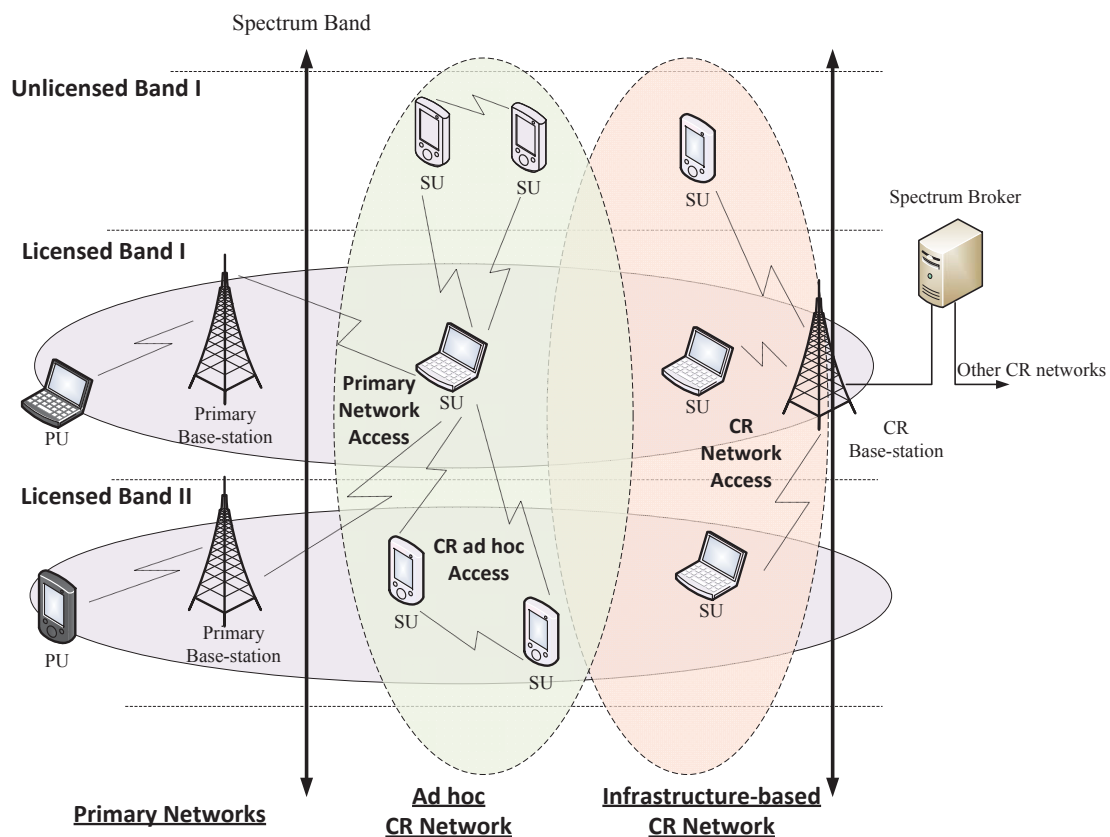 Spectrum Band
Unlicensed Band I
SU
SU
SU
Spectrum Broker
Licensed Band I
Other CR networks
Primary
Network
Access
SU
SU
CR
Network
Access
PU
Primary
Base-station
CR
Base-station
Licensed Band II
CR ad hoc
Access
SU
SU
SU
PU
Primary
Base-station
Primary Networks
Ad hoc
CR Network
Infrastructure-based
CR Network